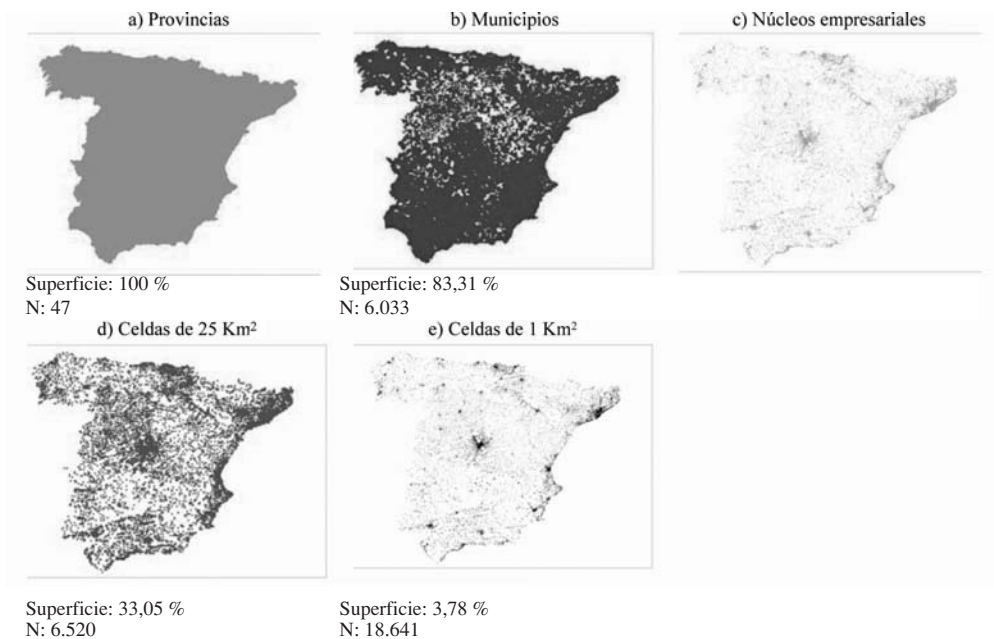 a) Provincias
b) Municipios
c) Núcleos empresariales
Superficie: 100 %
N: 47
Superficie: 83,31 %
N: 6.033
d) Celdas de 25 Km²
e) Celdas de 1 Km²
Superficie: 33,05 %
N: 6.520
Superficie: 3,78 %
N: 18.641